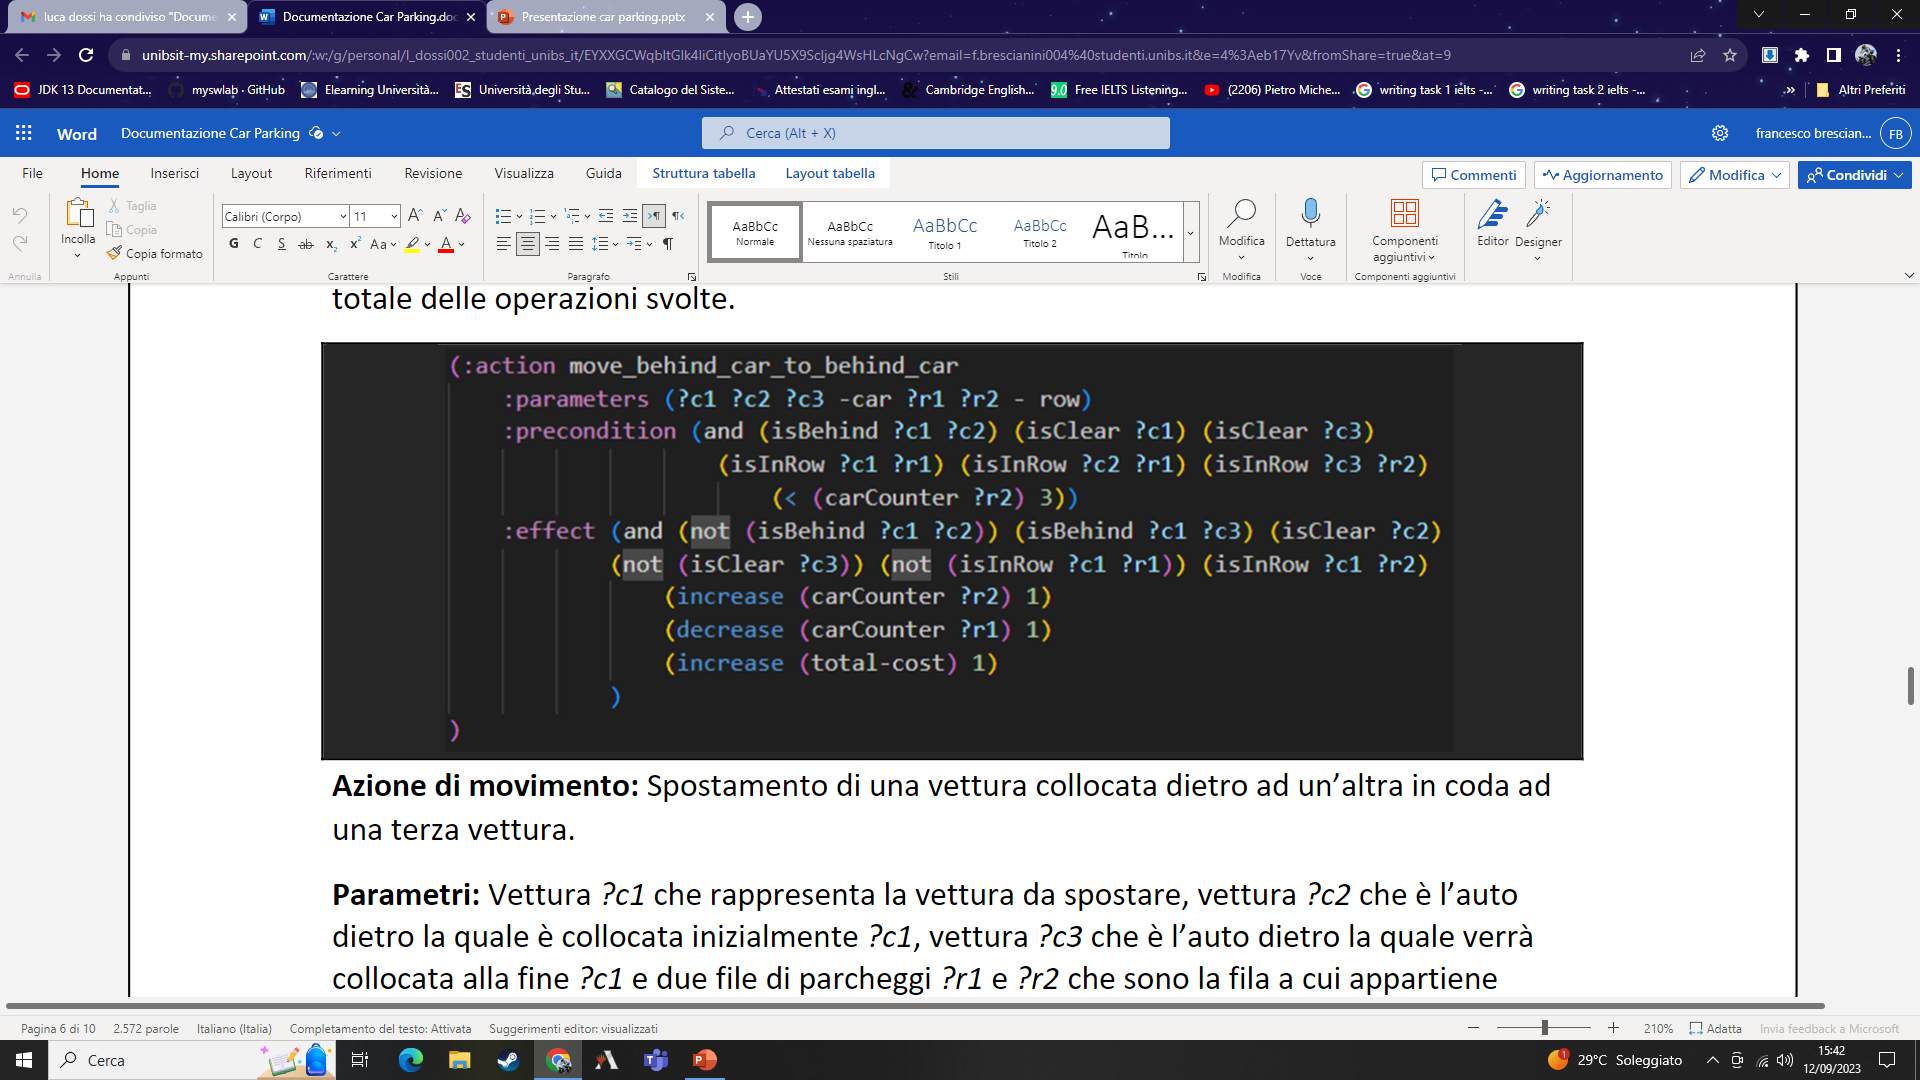 luca dossi ha condiviso "Docume
Documentazione Car Parking.doc
Presentazione car parking.pptx
unibsit-my.sharepoint.com/:w:/g/personal/l_dossi002_studenti_unibs_it/EYXXGCWqbltGlk4IiCitlyoBUaYU5X9ScIjg4WsHLcNgCw?email=f.brescianini004%40studenti.unibs.it&e=4%3Aeb17Yv&fromShare=true&at=9
JDK 13 Documentat...
myswlab · GitHub
Elearning Università...
Università degli Stu...
Catalogo del Siste...
Attestati esami ingl...
Cambridge English...
9.0 Free IELTS Listening...
(2206) Pietro Miche...
writing task 1 ielts -...
writing task 2 ielts -...
» Altri Preferiti
Word Documentazione Car Parking
Cerca (Alt + X)
francesco brescian... FB
File Home Inserisci Layout Riferimenti Revisione Visualizza Guida Struttura tabella Layout tabella
Commenti Aggiornamento Modifica Condividi
Incolla Taglia
Copia
Copia formato
Calibri (Corpo) 11
G C S ab x₂ x² Aa A
AaBbCc Normale
AaBbCc Nessuna spaziatura
AaBbCc Titolo 1
AaBbCc Titolo 2
AaB... Titolo
Modifica
Dettatura
Componenti aggiuntivi
Editor
Designer
Annulla Appunti Carattere Paragrafo Stili Modifica Voce Componenti aggiuntivi
totale delle operazioni svolte.
(:action move_behind_car_to_behind_car
:parameters (?c1 ?c2 ?c3 -car ?r1 ?r2 - row)
:precondition (and (isBehind ?c1 ?c2) (isClear ?c1) (isClear ?c3)
(isInRow ?c1 ?r1) (isInRow ?c2 ?r1) (isInRow ?c3 ?r2)
(< (carCounter ?r2) 3))
:effect (and (not (isBehind ?c1 ?c2)) (isBehind ?c1 ?c3) (isClear ?c2)
(not (isClear ?c3)) (not (isInRow ?c1 ?r1)) (isInRow ?c1 ?r2)
(increase (carCounter ?r2) 1)
(decrease (carCounter ?r1) 1)
(increase (total-cost) 1)
)
)
Azione di movimento: Spostamento di una vettura collocata dietro ad un’altra in coda ad
una terza vettura.
Parametri: Vettura ?c1 che rappresenta la vettura da spostare, vettura ?c2 che è l’auto
dietro la quale è collocata inizialmente ?c1, vettura ?c3 che è l’auto dietro la quale verrà
collocata alla fine ?c1 e due file di parcheggi ?r1 e ?r2 che sono la fila a cui appartiene
Pagina 6 di 10 2.572 parole Italiano (Italia) Completamento del testo: Attivata Suggerimenti editor: visualizzati
210% Adatta Invia feedback a Microsoft
Cerca
1 29°C Soleggiato
15:42
12/09/2023